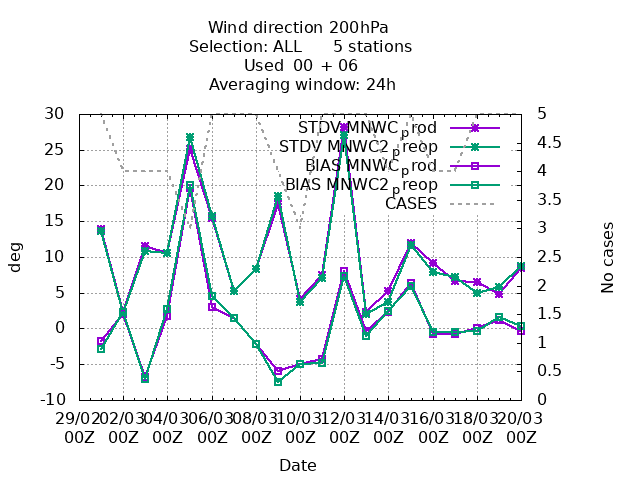 Wind direction 200hPa
Selection: ALL 5 stations
Used 00 + 06
Averaging window: 24h
30 25 20 15 10 5 0 -5 -10
deg
STDV MNWC_prod
STDV MNWC2_preop
BIAS MNWC_prod
BIAS MNWC2_preop
CASES
5 4.5 4 3.5 3 2.5 2 1.5 1 0.5 0
No cases
29/02 02/03 04/03 06/03 08/03 10/03 12/03 14/03 16/03 18/03 20/03
00Z 00Z 00Z 00Z 00Z 00Z 00Z 00Z 00Z 00Z 00Z
Date